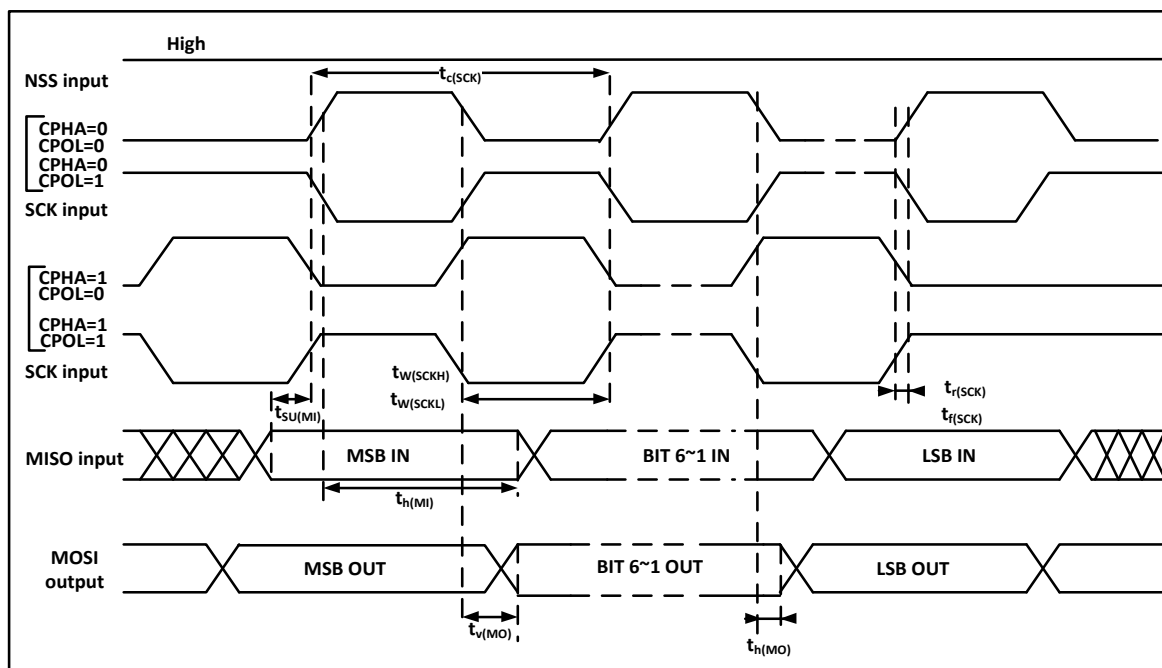 High
NSS input
tc(SCK)
CPHA=0
CPOL=0
CPHA=0
CPOL=1
SCK input
CPHA=1
CPOL=0
CPHA=1
CPOL=1
SCK input
tW(SCKH)
tW(SCKL)
tr(SCK)
tf(SCK)
tSU(MI)
MISO input
MSB IN
BIT 6~1 IN
LSB IN
th(MI)
MOSI
output
MSB OUT
BIT 6~1 OUT
LSB OUT
tv(MO)
th(MO)